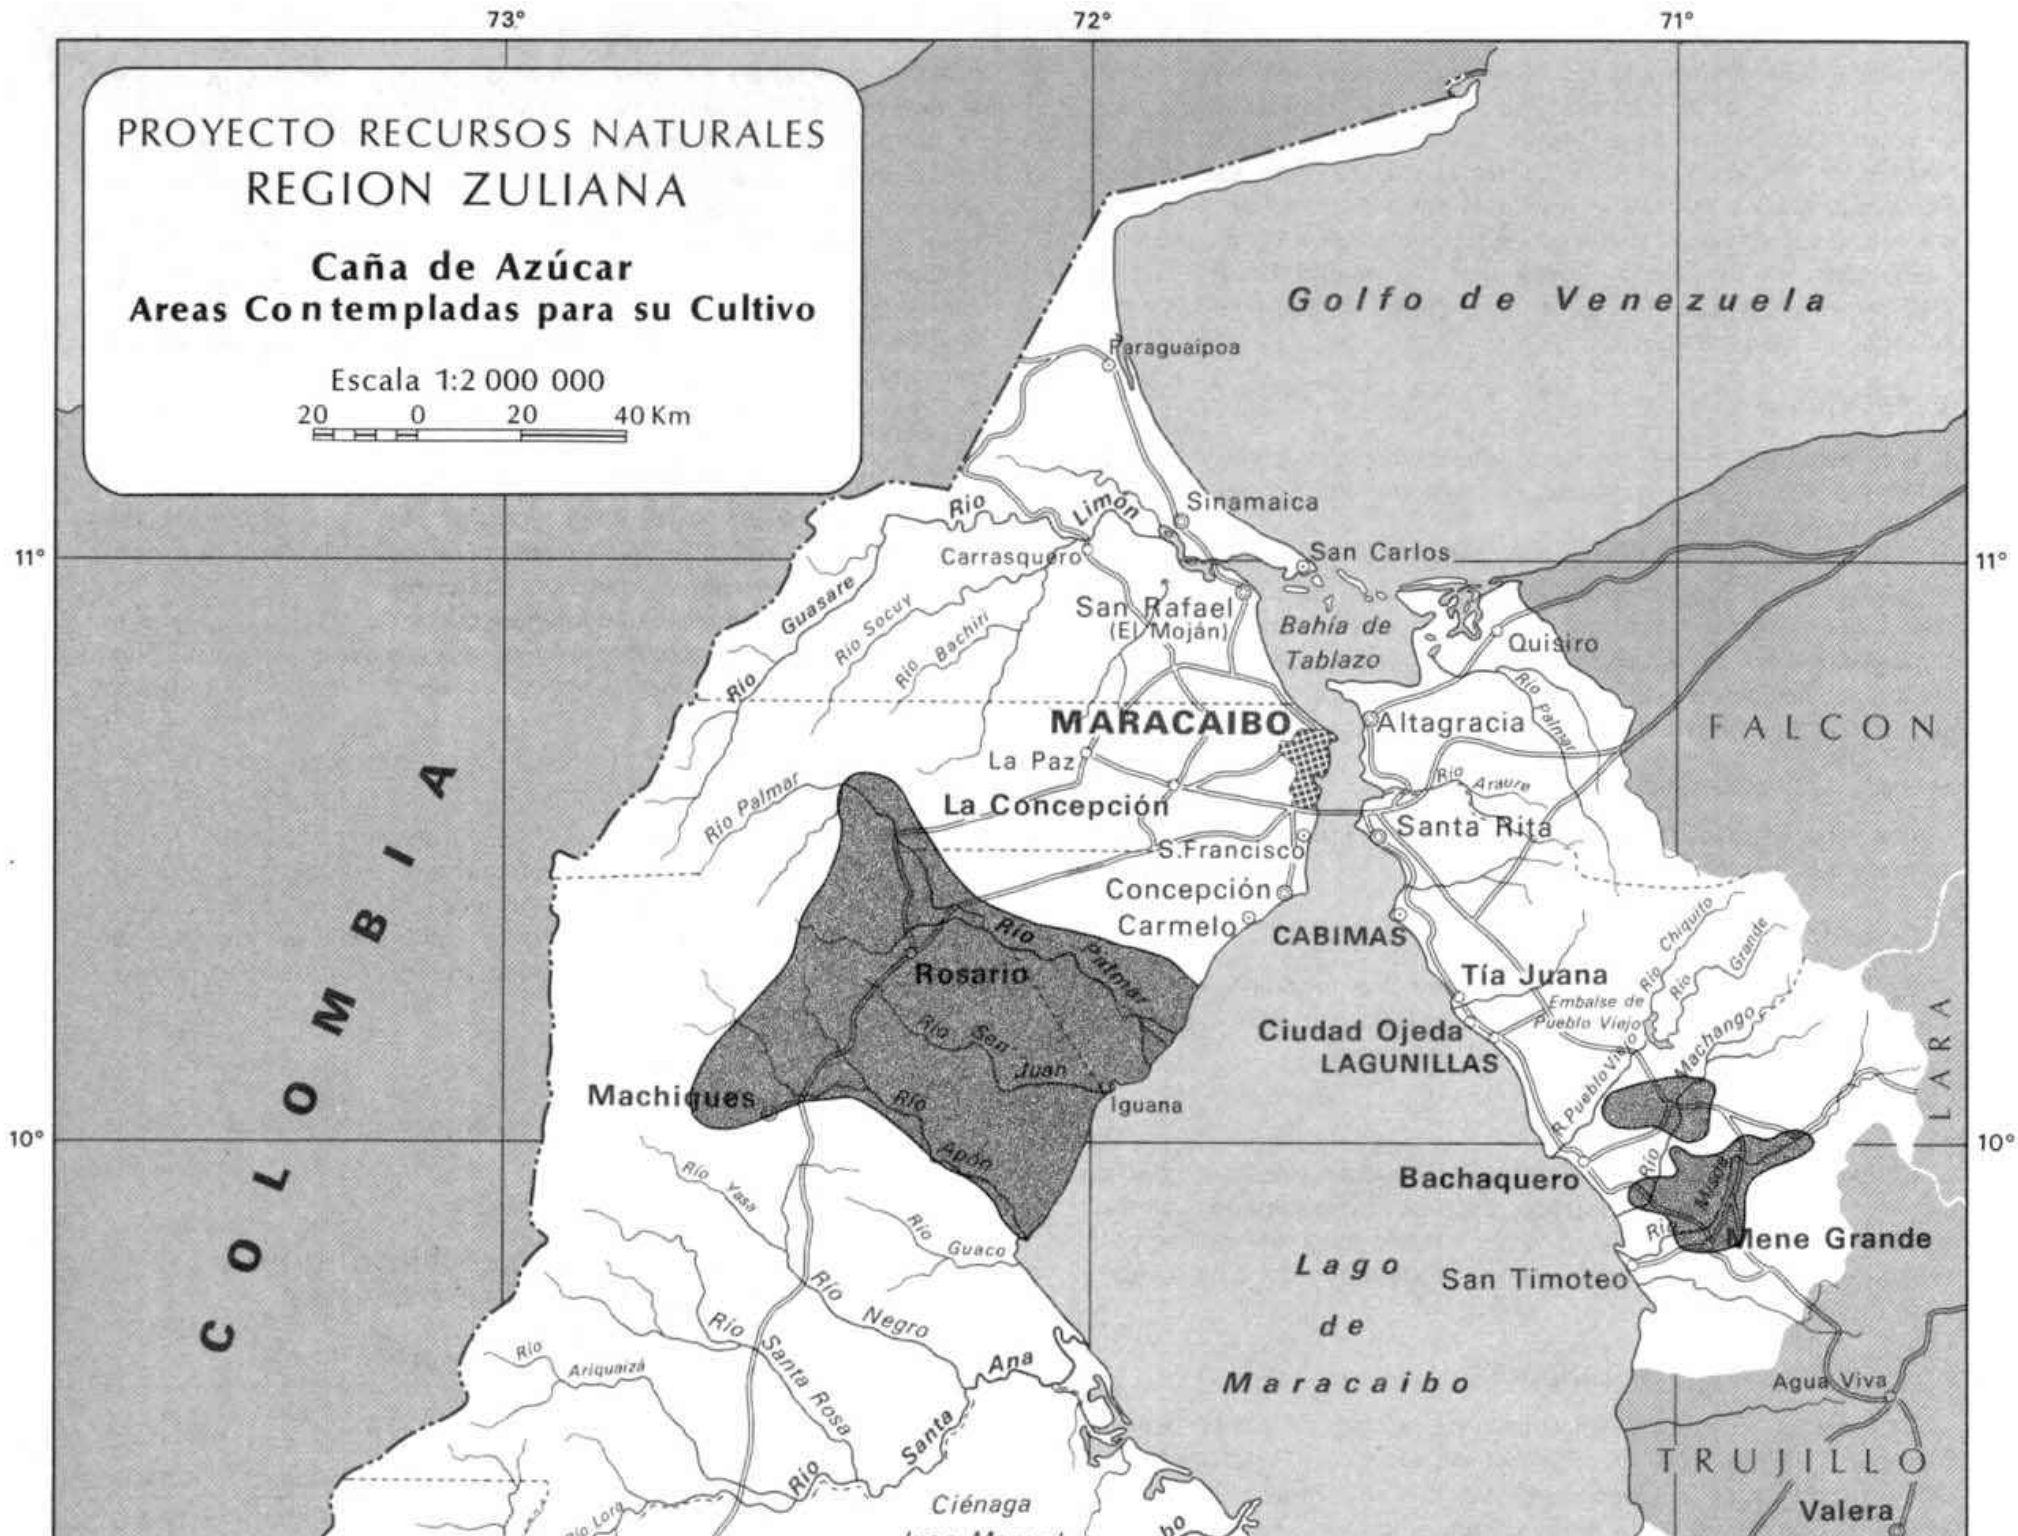 73°
72°
71°
PROYECTO RECURSOS NATURALES
REGION ZULIANA
Caña de Azúcar
Areas Contempladas para su Cultivo
Escala 1:2 000 000
20 0 20 40 Km
Golfo de Venezuela
Paraguaipoa
Río Limón
Sinamaica
11°
Carrasquero
San Carlos
11°
Río Guasare
Río Socuy
Río Bachiri
San Rafael
(El Moján)
Bahía de
Tablazo
Quisiro
Río Palmar
MARACAIBO
Altagracia
FALCON
La Paz
Río Palmar
La Concepción
Río Araure
Santa Rita
S. Francisco
Concepción
Carmelo
CABIMAS
COLOMBIA
Río Chiquito
Río Grande
Río Palmar
Rosario
Tía Juana
Embalse de
Pueblo Viejo
Río San Juan
Ciudad Ojeda
LAGUNILLAS
R. Pueblo Viejo
Río Machango
LARA
Machiques
Río Apón
Iguana
10°
10°
Río Yasa
Bachaquero
Río Misoa
Río Guaco
Mene Grande
San Timoteo
Lago
de
Maracaibo
Río Negro
Río Santa Rosa
Río Ariquaizá
Río Santa Ana
Agua Viva
TRUJILLO
Río Lora
Ciénaga
Valera